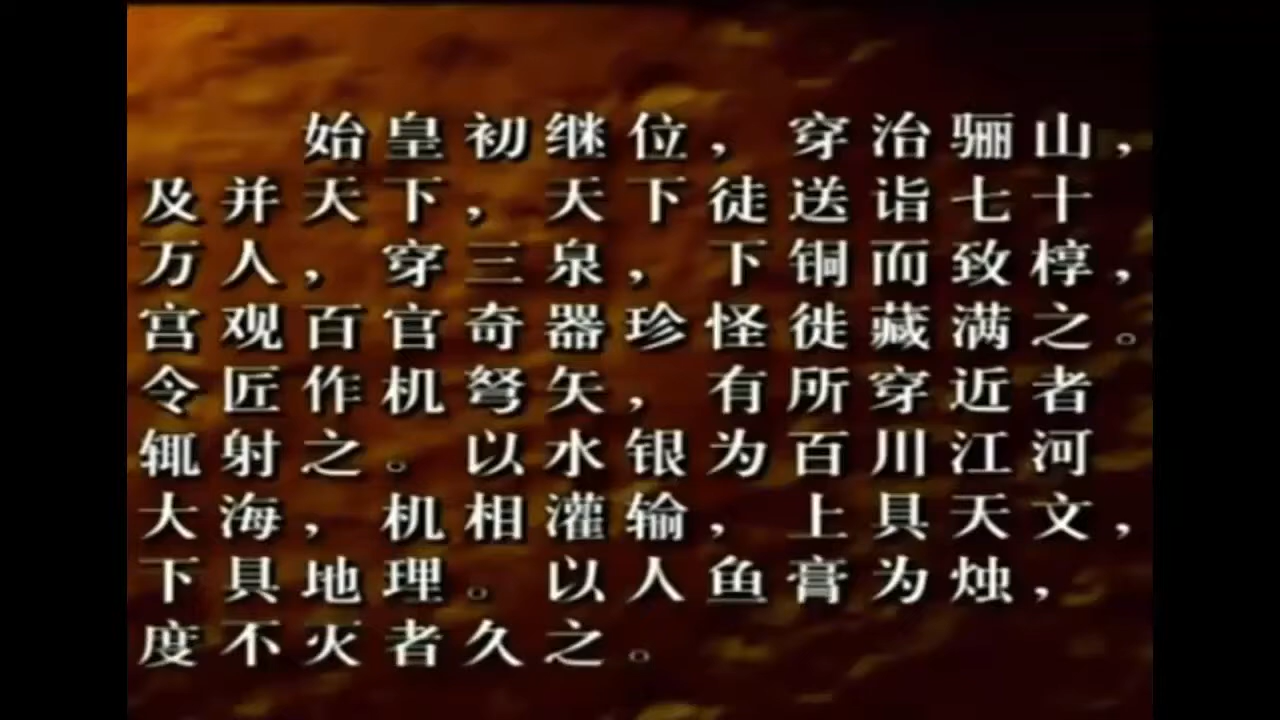 始皇初继位，穿治骊山，
及并天下，天下徒送诣七十
万人，穿三泉，下铜而致椁，
宫观百官奇器珍怪徙藏满之。
令匠作机弩矢，有所穿近者
辄射之。以水银为百川江河
大海，机相灌输，上具天文，
下具地理。以人鱼膏为烛，
度不灭者久之。